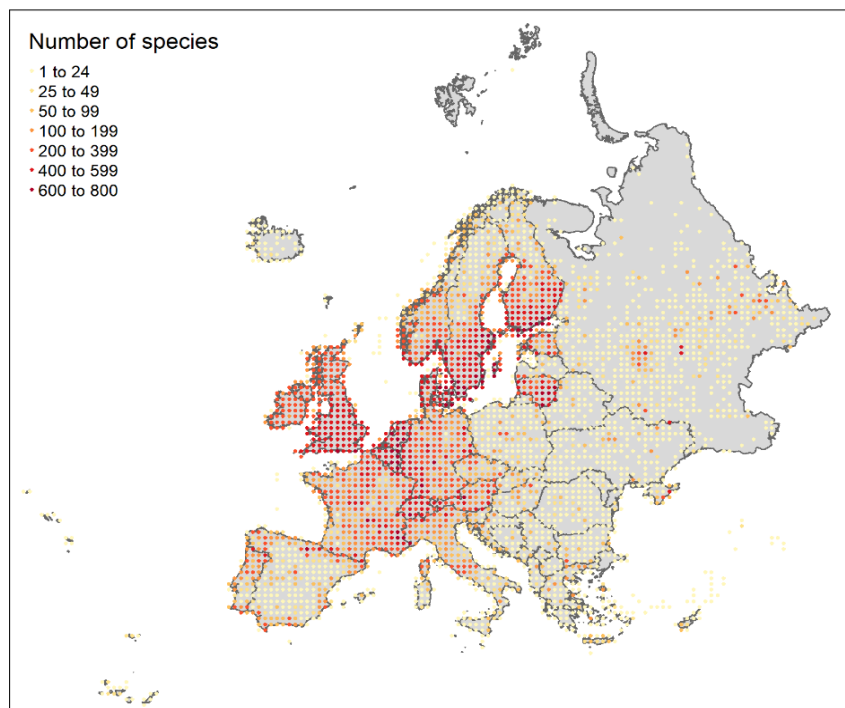 Number of species
1 to 24
25 to 49
50 to 99
100 to 199
200 to 399
400 to 599
600 to 800